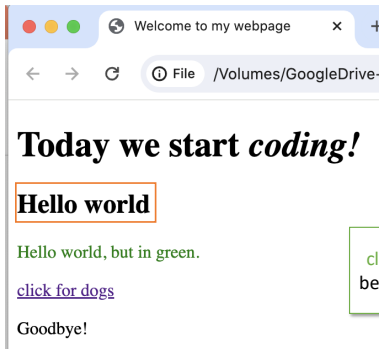 Welcome to my webpage
File /Volumes/GoogleDrive-
Today we start coding!
Hello world
Hello world, but in green.
cl
click for dogs
be
Goodbye!